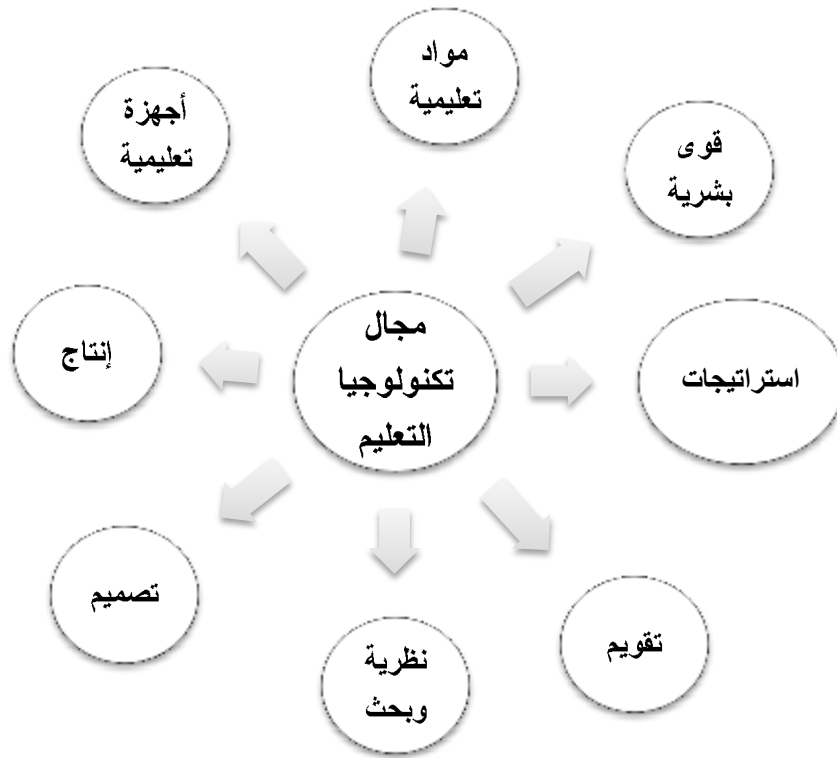 مواد
تعليمية
أجهزة
تعليمية
قوى
بشرية
إنتاج
مجال
تكنولوجيا
التعليم
استراتيجات
تصميم
تقويم
نظرية
وبحث